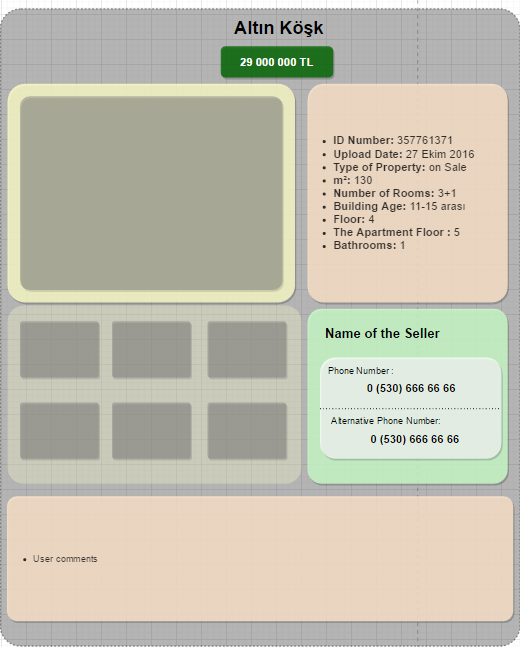 Altın Köşk
29 000 000 TL
• ID Number: 357761371
• Upload Date: 27 Ekim 2016
• Type of Property: on Sale
• m²: 130
• Number of Rooms: 3+1
• Building Age: 11-15 arası
• Floor: 4
• The Apartment Floor : 5
• Bathrooms: 1
Name of the Seller
Phone Number :
0 (530) 666 66 66
Alternative Phone Number:
0 (530) 666 66 66
• User comments